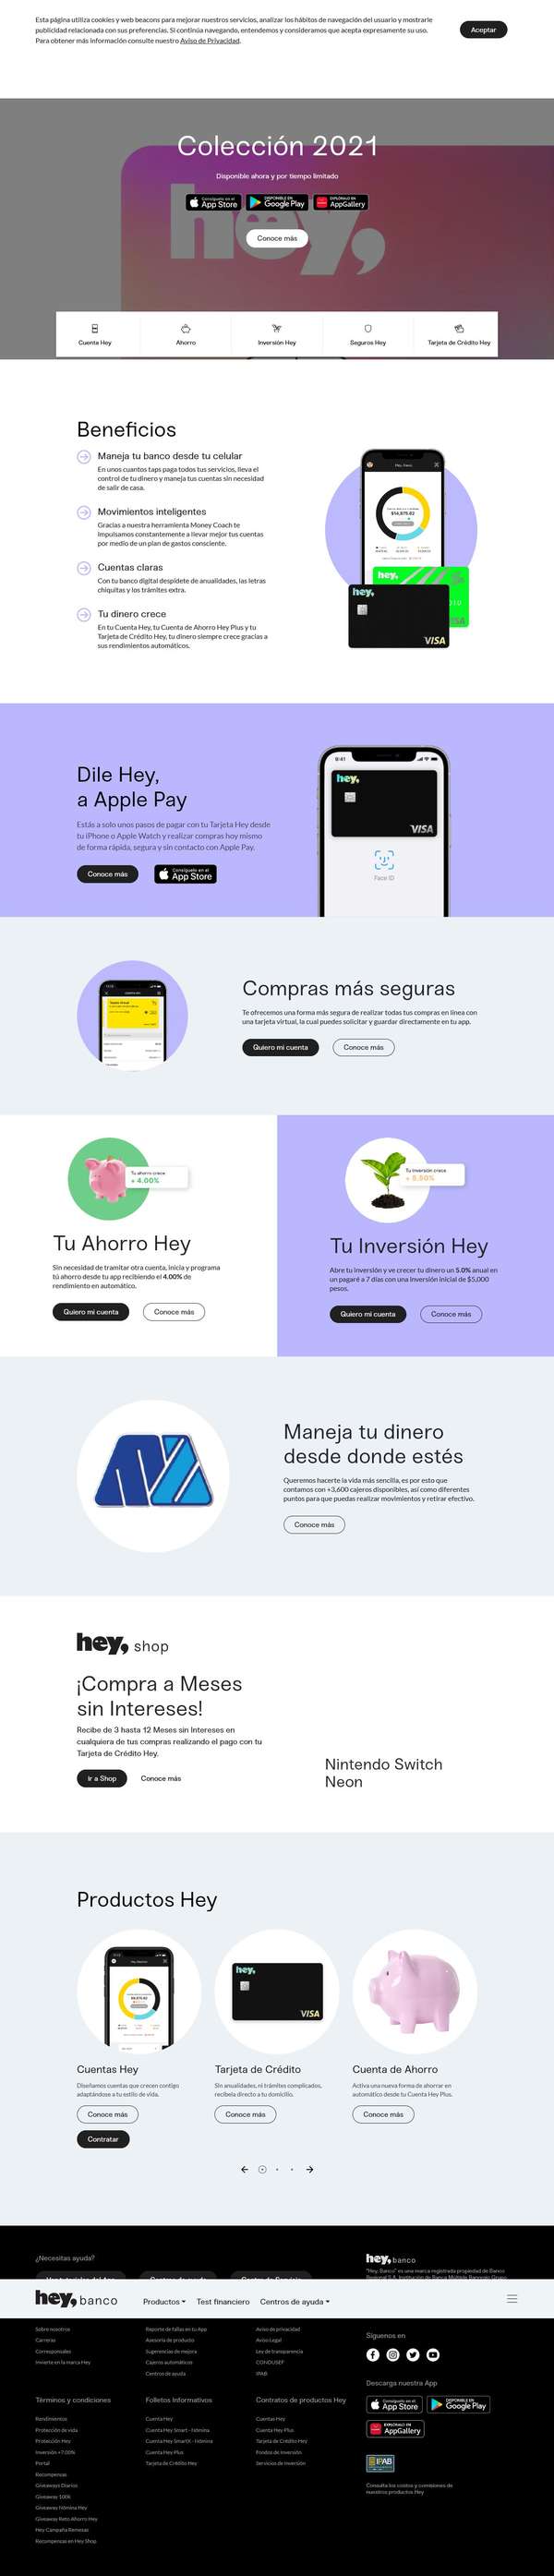 Esta página utiliza cookies y web beacons para mejorar nuestros servicios, analizar los hábitos de navegación del usuario y mostrarle
publicidad relacionada con sus preferencias. Si continúa navegando, entendemos y consideramos que acepta expresamente su uso.
Para obtener más información consulte nuestro Aviso de Privacidad.
Aceptar
Colección 2021
Disponible ahora y por tiempo limitado
Consíguelo en el App Store
DISPONIBLE EN Google Play
EXPLÓRALO EN AppGallery
hey,
Conoce más
Cuenta Hey
Ahorro
Inversión Hey
Seguros Hey
Tarjeta de Crédito Hey
Beneficios
Maneja tu banco desde tu celular
En unos cuantos taps paga todos tus servicios, lleva el
control de tu dinero y maneja tus cuentas sin necesidad
de salir de casa.
Movimientos inteligentes
Gracias a nuestra herramienta Money Coach te
impulsamos constantemente a llevar mejor tus cuentas
por medio de un plan de gastos consciente.
Cuentas claras
Con tu banco digital despídete de anualidades, las letras
chiquitas y los trámites extra.
Tu dinero crece
En tu Cuenta Hey, tu Cuenta de Ahorro Hey Plus y tu
Tarjeta de Crédito Hey, tu dinero siempre crece gracias a
sus rendimientos automáticos.
hey,
hey,
VISA
Dile Hey,
a Apple Pay
Estás a solo unos pasos de pagar con tu Tarjeta Hey desde
tu iPhone o Apple Watch y realizar compras hoy mismo
de forma rápida, segura y sin contacto con Apple Pay.
Conoce más
Consíguelo en el App Store
9:41
hey,
VISA
Face ID
Compras más seguras
Te ofrecemos una forma más segura de realizar todas tus compras en línea con
una tarjeta virtual, la cual puedes solicitar y guardar directamente en tu app.
Quiero mi cuenta
Conoce más
Tu ahorro crece
+ 4.00%
Tu Ahorro Hey
Sin necesidad de tramitar otra cuenta, inicia y programa
tú ahorro desde tu app recibiendo el 4.00% de
rendimiento en automático.
Quiero mi cuenta
Conoce más
Tu inversión crece
+ 5.50%
Tu Inversión Hey
Abre tu inversión y ve crecer tu dinero un 5.0% anual en
un pagaré a 7 días con una Inversión inicial de $5,000
pesos.
Quiero mi cuenta
Conoce más
Maneja tu dinero
desde donde estés
Queremos hacerte la vida más sencilla, es por esto que
contamos con +3,600 cajeros disponibles, así como diferentes
puntos para que puedas realizar movimientos y retirar efectivo.
Conoce más
hey, shop
¡Compra a Meses
sin Intereses!
Recibe de 3 hasta 12 Meses sin Intereses en
cualquiera de tus compras realizando el pago con tu
Tarjeta de Crédito Hey.
Ir a Shop
Conoce más
Nintendo Switch
Neon
Productos Hey
hey,
VISA
Cuentas Hey
Diseñamos cuentas que crecen contigo
adaptándose a tu estilo de vida.
Conoce más
Contratar
Tarjeta de Crédito
Sin anualidades, ni trámites complicados,
recíbela directo a tu domicilio.
Conoce más
Cuenta de Ahorro
Activa una nueva forma de ahorrar en
automático desde tu Cuenta Hey Plus.
Conoce más
¿Necesitas ayuda?
hey, banco
"Hey, Banco" es una marca registrada propiedad de Banco
Regional S.A. Institución de Banca Múltiple Banregio Grupo
hey, banco
Productos
Test financiero
Centros de ayuda
Sobre nosotros
Carreras
Corresponsales
Invierte en la marca Hey
Reporte de fallas en tu App
Asesoría de producto
Sugerencias de mejora
Cajeros automáticos
Centros de ayuda
Aviso de privacidad
Aviso Legal
Ley de transparencia
CONDUSEF
IPAB
Síguenos en
Descarga nuestra App
Consíguelo en el App Store
DISPONIBLE EN Google Play
EXPLÓRALO EN AppGallery
IPAB
Consulta los costos y comisiones de
nuestros productos Hey
Términos y condiciones
Rendimientos
Protección de vida
Protección Hey
Inversión +7.00%
Portal
Recompensas
Giveaways Diarios
Giveaway 100K
Giveaway Nómina Hey
Giveaway Reto Ahorro Hey
Hey Campaña Remesas
Recompensas en Hey Shop
Folletos Informativos
Cuenta Hey
Cuenta Hey Smart - Nómina
Cuenta Hey SmartX - Nómina
Cuenta Hey Plus
Tarjeta de Crédito Hey
Contratos de productos Hey
Cuentas Hey
Cuenta Hey Plus
Tarjeta de Crédito Hey
Fondos de Inversión
Servicios de Inversión